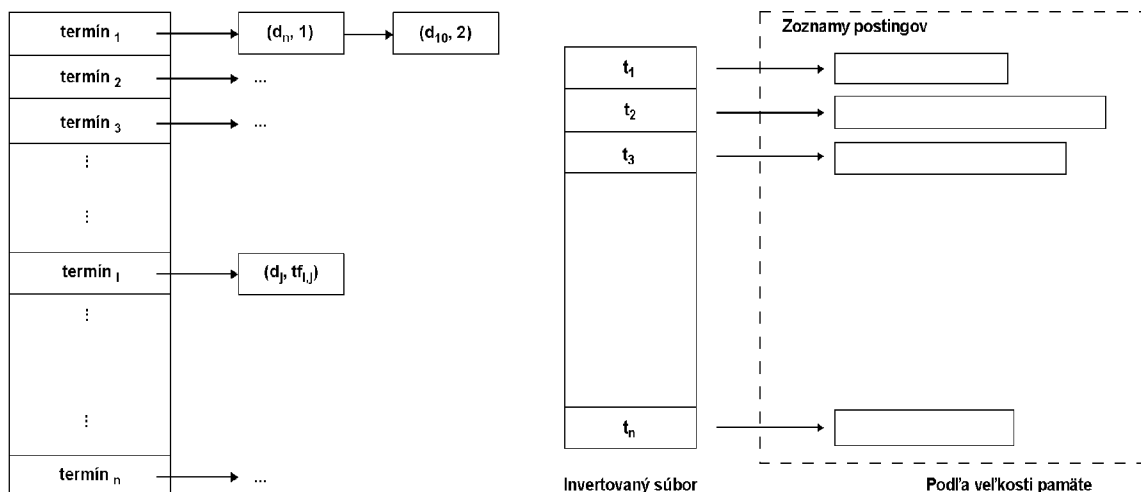 termín 1 (dn, 1) (d10, 2)
termín 2 ...
termín 3 ...
⋮
⋮
termín I (dj, tfI,j)
⋮
⋮
termín n ...
Zoznamy postingov
t1
t2
t3
tn
Invertovaný súbor
Podľa veľkosti pamäte